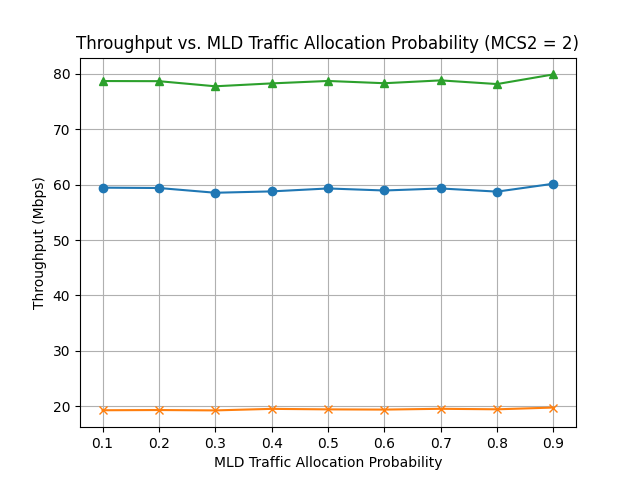 Throughput vs. MLD Traffic Allocation Probability (MCS2 = 2)
80
70
60
50
40
30
20
Throughput (Mbps)
0.1 0.2 0.3 0.4 0.5 0.6 0.7 0.8 0.9
MLD Traffic Allocation Probability